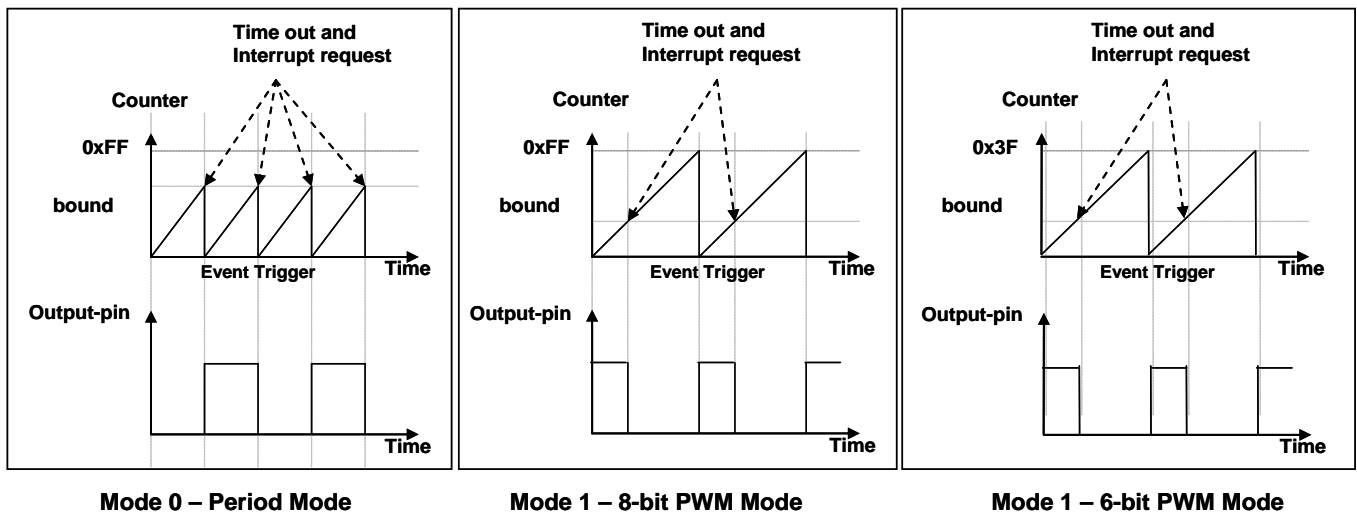 Time out and
Interrupt request
Counter
0xFF
bound
Event Trigger
Time
Output-pin
Time
Mode 0 – Period Mode
Time out and
Interrupt request
Counter
0xFF
bound
Event Trigger
Time
Output-pin
Time
Mode 1 – 8-bit PWM Mode
Time out and
Interrupt request
Counter
0x3F
bound
Event Trigger
Time
Output-pin
Time
Mode 1 – 6-bit PWM Mode